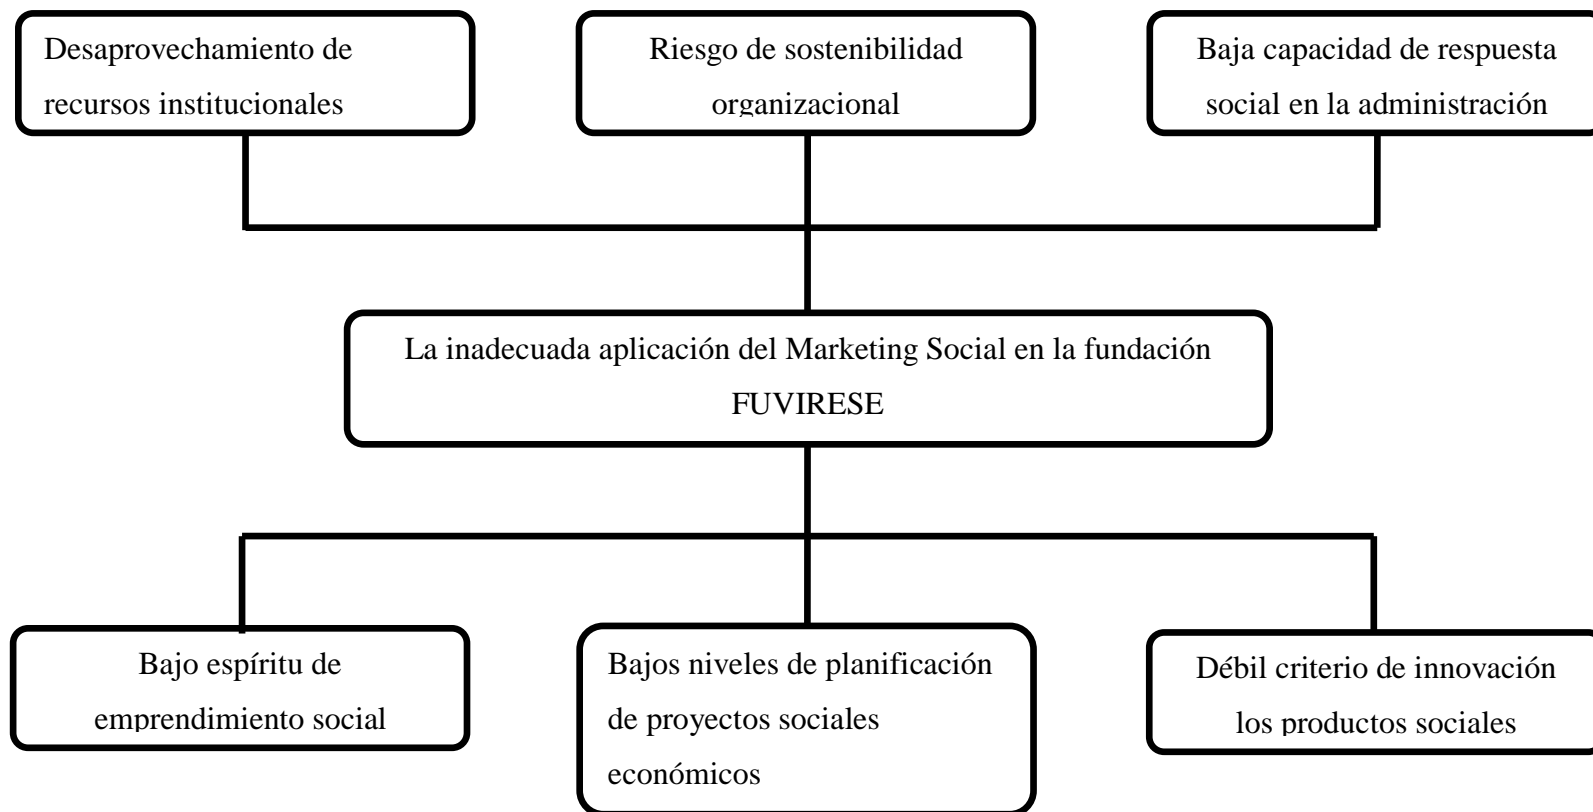 Desaprovechamiento de
recursos institucionales
Riesgo de sostenibilidad
organizacional
Baja capacidad de respuesta
social en la administración
La inadecuada aplicación del Marketing Social en la fundación
FUVIRESE
Bajo espíritu de
emprendimiento social
Bajos niveles de planificación
de proyectos sociales
económicos
Débil criterio de innovación
los productos sociales